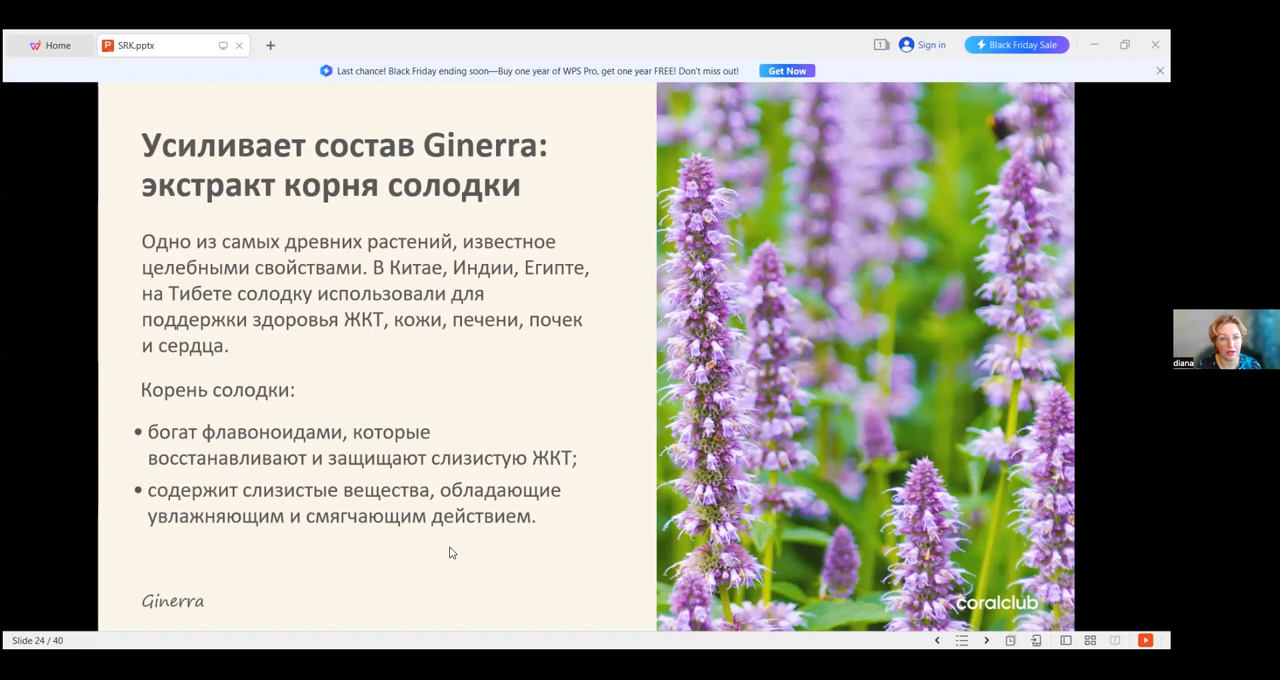 Home
SRK.pptx
1
Sign in
Black Friday Sale
Last chance! Black Friday ending soon—Buy one year of WPS Pro, get one year FREE! Don't miss out!
Get Now
Усиливает состав Ginerra:
экстракт корня солодки
Одно из самых древних растений, известное
целебными свойствами. В Китае, Индии, Египте,
на Тибете солодку использовали для
поддержки здоровья ЖКТ, кожи, печени, почек
и сердца.
Корень солодки:
• богат флавоноидами, которые
восстанавливают и защищают слизистую ЖКТ;
• содержит слизистые вещества, обладающие
увлажняющим и смягчающим действием.
Ginerra
coralclub
diana
Slide 24 / 40